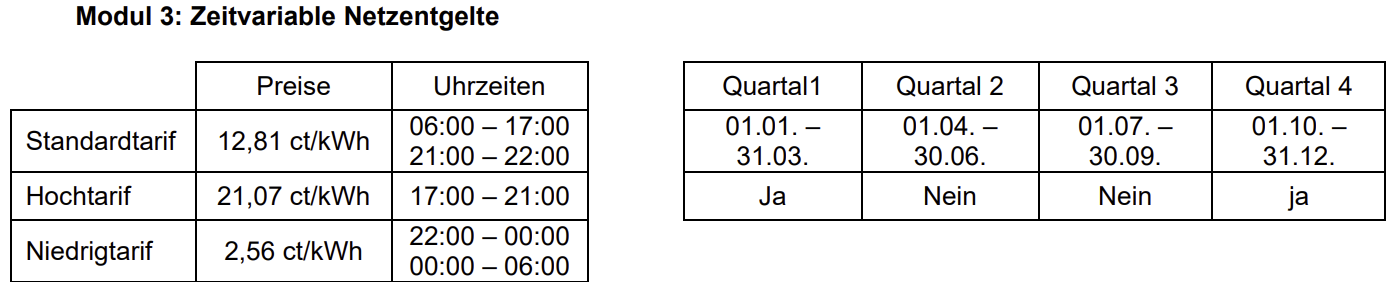 Modul 3: Zeitvariable Netzentgelte
Preise Uhrzeiten
Standardtarif 12,81 ct/kWh 06:00 – 17:00
21:00 – 22:00
Hochtarif 21,07 ct/kWh 17:00 – 21:00
Niedrigtarif 2,56 ct/kWh 22:00 – 00:00
00:00 – 06:00
Quartal1 Quartal 2 Quartal 3 Quartal 4
01.01. – 01.04. – 01.07. – 01.10. –
31.03. 30.06. 30.09. 31.12.
Ja Nein Nein ja